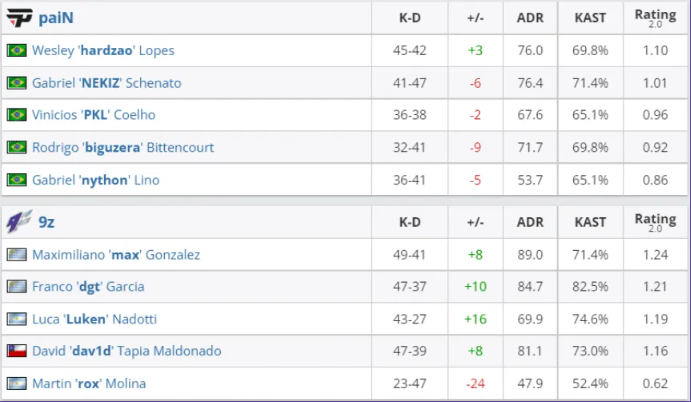 paiN K-D +/- ADR KAST Rating 2.0
Wesley 'hardzao' Lopes 45-42 +3 76.0 69.8% 1.10
Gabriel 'NEKIZ' Schenato 41-47 -6 76.4 71.4% 1.01
Vinicios 'PKL' Coelho 36-38 -2 67.6 65.1% 0.96
Rodrigo 'biguzera' Bittencourt 32-41 -9 71.7 69.8% 0.92
Gabriel 'nython' Lino 36-41 -5 53.7 65.1% 0.86
9z K-D +/- ADR KAST Rating 2.0
Maximiliano 'max' Gonzalez 49-41 +8 89.0 71.4% 1.24
Franco 'dgt' Garcia 47-37 +10 84.7 82.5% 1.21
Luca 'Luken' Nadotti 43-27 +16 69.9 74.6% 1.19
David 'dav1d' Tapia Maldonado 47-39 +8 81.1 73.0% 1.16
Martin 'rox' Molina 23-47 -24 47.9 52.4% 0.62